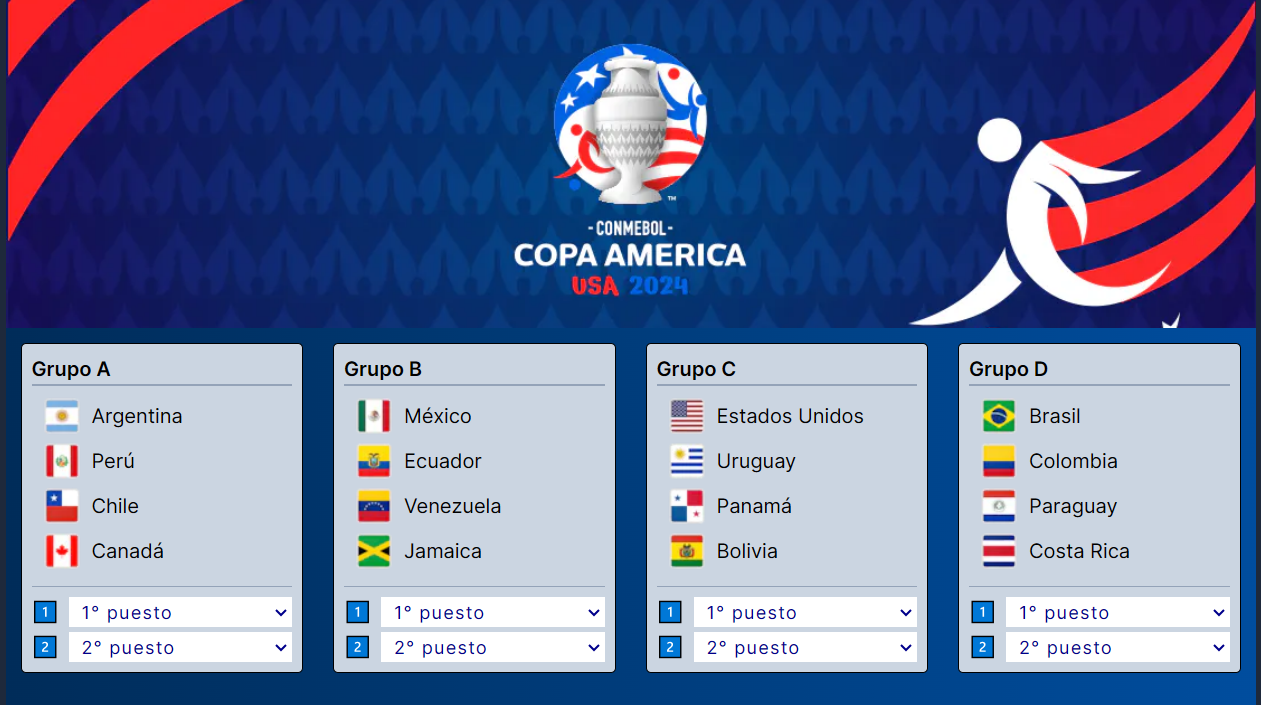 ™
- CONMEBOL -
COPA AMERICA
USA 2024
Grupo A
Argentina
Perú
Chile
Canadá
1 1° puesto
2 2° puesto
Grupo B
México
Ecuador
Venezuela
Jamaica
1 1° puesto
2 2° puesto
Grupo C
Estados Unidos
Uruguay
Panamá
Bolivia
1 1° puesto
2 2° puesto
Grupo D
Brasil
Colombia
Paraguay
Costa Rica
1 1° puesto
2 2° puesto